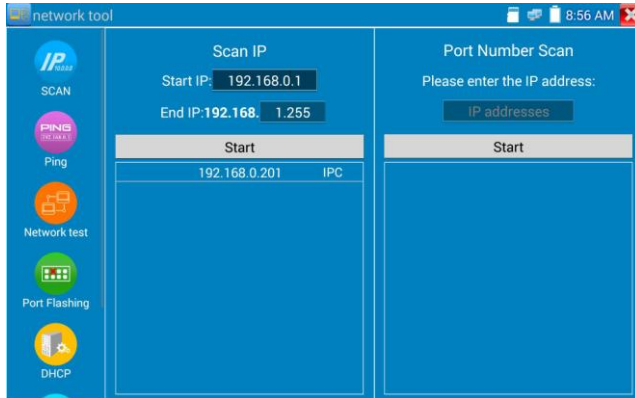 network tool
8:56 AM
IP
SCAN
PING
Ping
Network test
Port Flashing
DHCP
Scan IP
Start IP: 192.168.0.1
End IP:192.168. 1.255
Start
192.168.0.201 IPC
Port Number Scan
Please enter the IP address:
IP addresses
Start